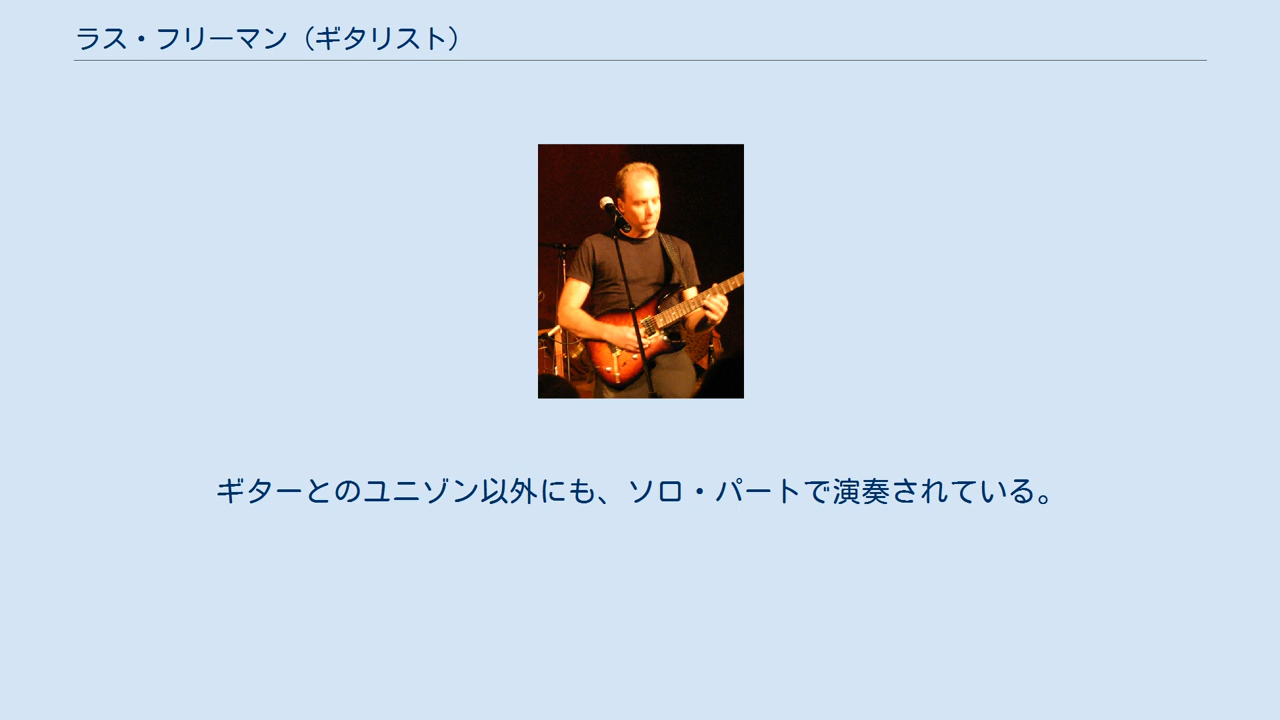 ラス・フリーマン（ギタリスト）
ギターとのユニゾン以外にも、ソロ・パートで演奏されている。